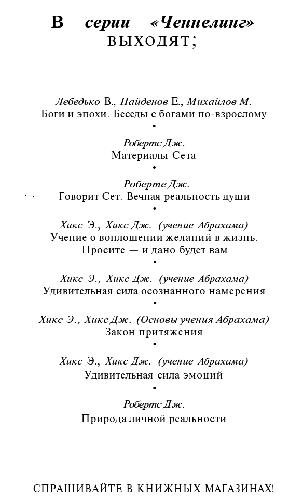 В серии «Ченнелинг»
ВЫХОДЯТ;
Лебедько В., Найденов Е., Михайлов М.
Боги и эпохи. Беседы с богами по-взрослому
•
Робертс Дж.
Материалы Сета
•
Роберте Дж.
Говорит Сет. Вечная реальность души
•
Хикс Э., Хикс Дж. (учение Абрахама)
Учение о воплощении желаний в жизнь.
Просите — и дано будет вам
•
Хикс Э., Хикс Дж. (учение Абрахама)
Удивительная сила осознанного намерения
•
Хикс Э., Хикс Дж. (Основы учения Абрахама)
Закон притяжения
•
Хикс Э., Хикс Дж. (учение Абрахама)
Удивительная сила эмоций
•
Робертс Дж.
Природа личной реальности
СПРАШИВАЙТЕ В КНИЖНЫХ МАГАЗИНАХ!